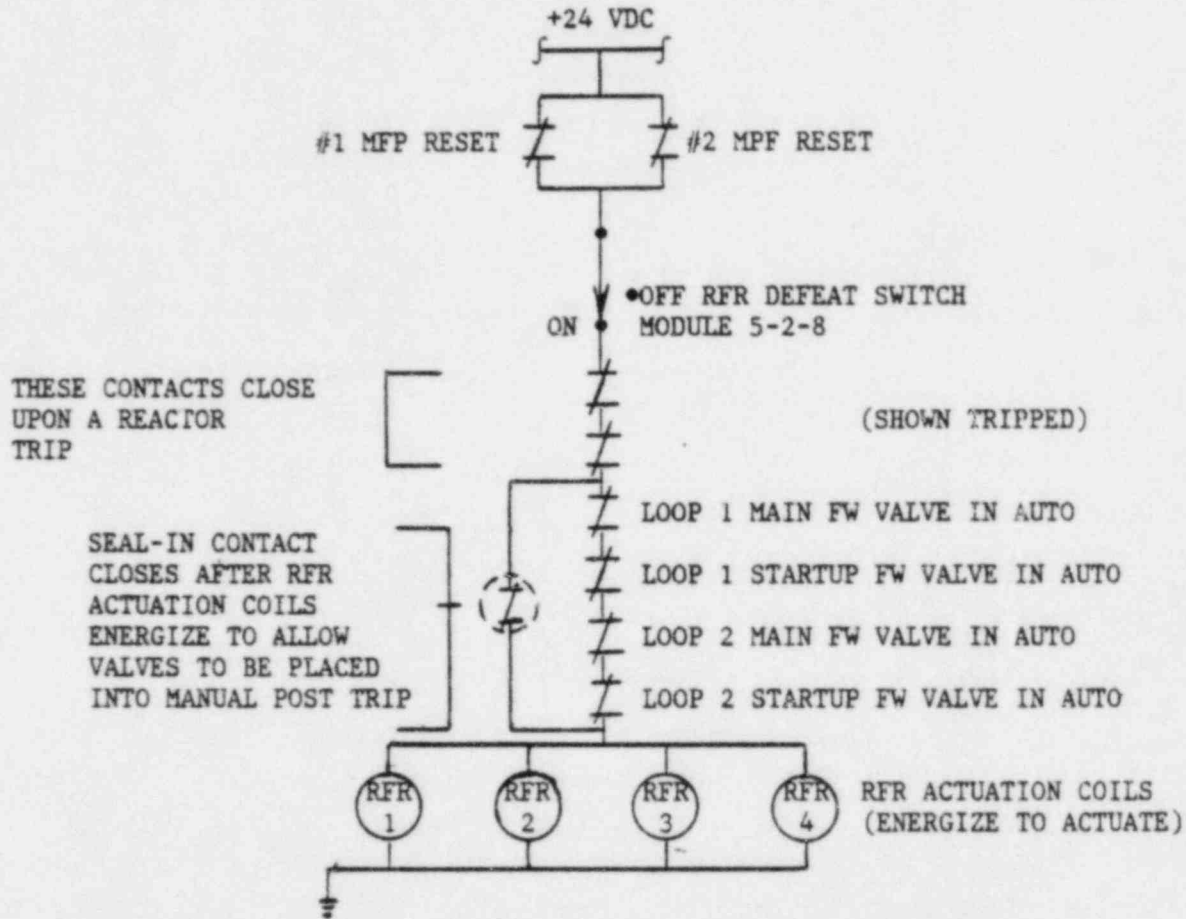 +24 VDC
#1 MFP RESET
#2 MPF RESET
•OFF RFR DEFEAT SWITCH
ON
MODULE 5-2-8
THESE CONTACTS CLOSE
UPON A REACTOR
TRIP
(SHOWN TRIPPED)
SEAL-IN CONTACT
CLOSES AFTER RFR
ACTUATION COILS
ENERGIZE TO ALLOW
VALVES TO BE PLACED
INTO MANUAL POST TRIP
LOOP 1 MAIN FW VALVE IN AUTO
LOOP 1 STARTUP FW VALVE IN AUTO
LOOP 2 MAIN FW VALVE IN AUTO
LOOP 2 STARTUP FW VALVE IN AUTO
RFR
1
RFR
2
RFR
3
RFR
4
RFR ACTUATION COILS
(ENERGIZE TO ACTUATE)